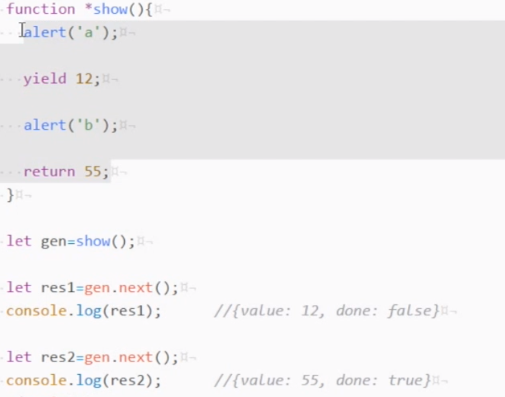 function *show(){
alert('a');
yield 12;
alert('b');
return 55;
}
let gen=show();
let res1=gen.next();
console.log(res1); //{value: 12, done: false}
let res2=gen.next();
console.log(res2); //{value: 55, done: true}